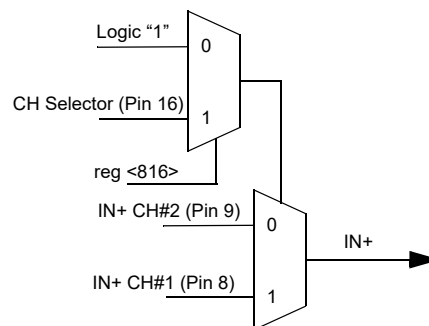 Logic “1”
0
CH Selector (Pin 16)
1
reg <816>
IN+ CH#2 (Pin 9)
0
IN+
IN+ CH#1 (Pin 8)
1